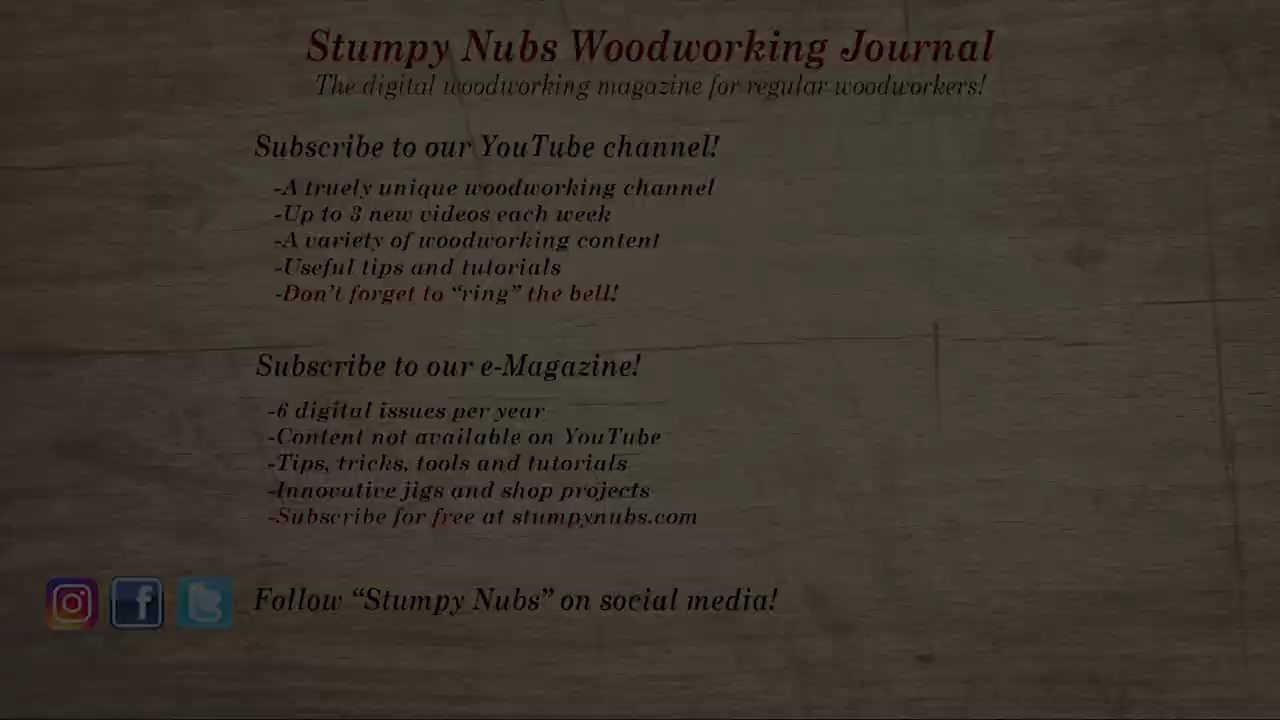 Stumpy Nubs Woodworking Journal
The digital woodworking magazine for regular woodworkers!
Subscribe to our YouTube channel!
-A truely unique woodworking channel
-Up to 3 new videos each week
-A variety of woodworking content
-Useful tips and tutorials
-Don't forget to “ring” the bell!
Subscribe to our e-Magazine!
-6 digital issues per year
-Content not available on YouTube
-Tips, tricks, tools and tutorials
-Innovative jigs and shop projects
-Subscribe for free at stumpynubs.com
Follow “Stumpy Nubs” on social media!